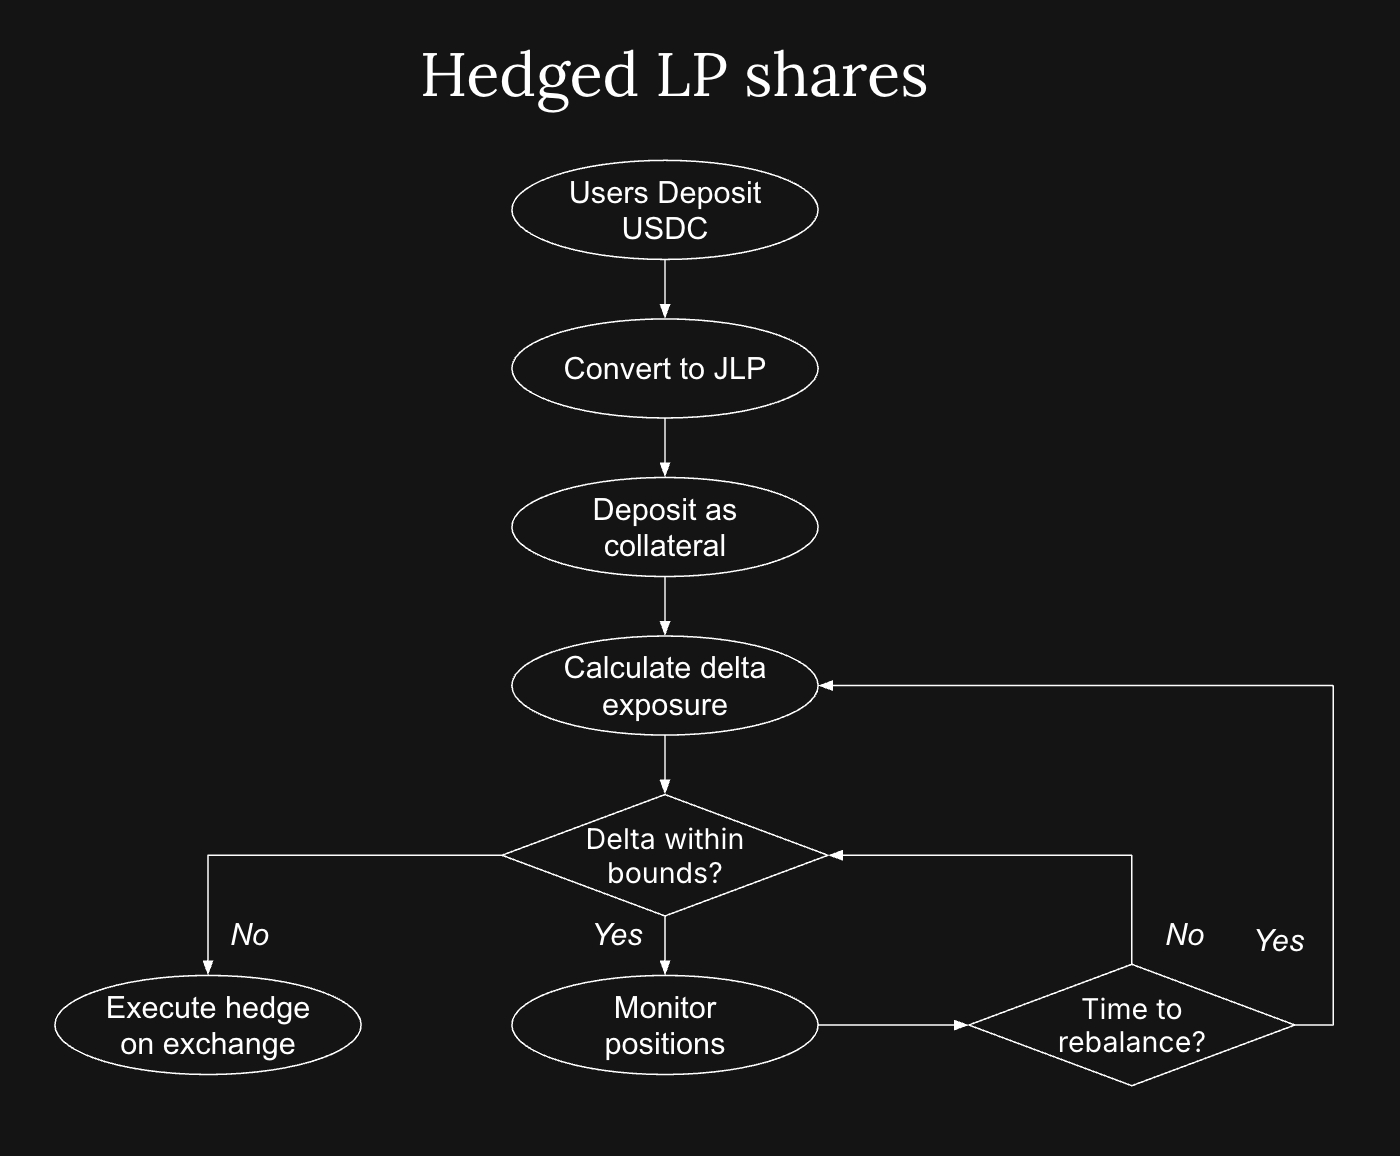 Hedged LP shares
Users Deposit
USDC
Convert to JLP
Deposit as
collateral
Calculate delta
exposure
Delta within
bounds?
No
Yes
No
Yes
Execute hedge
on exchange
Monitor
positions
Time to
rebalance?